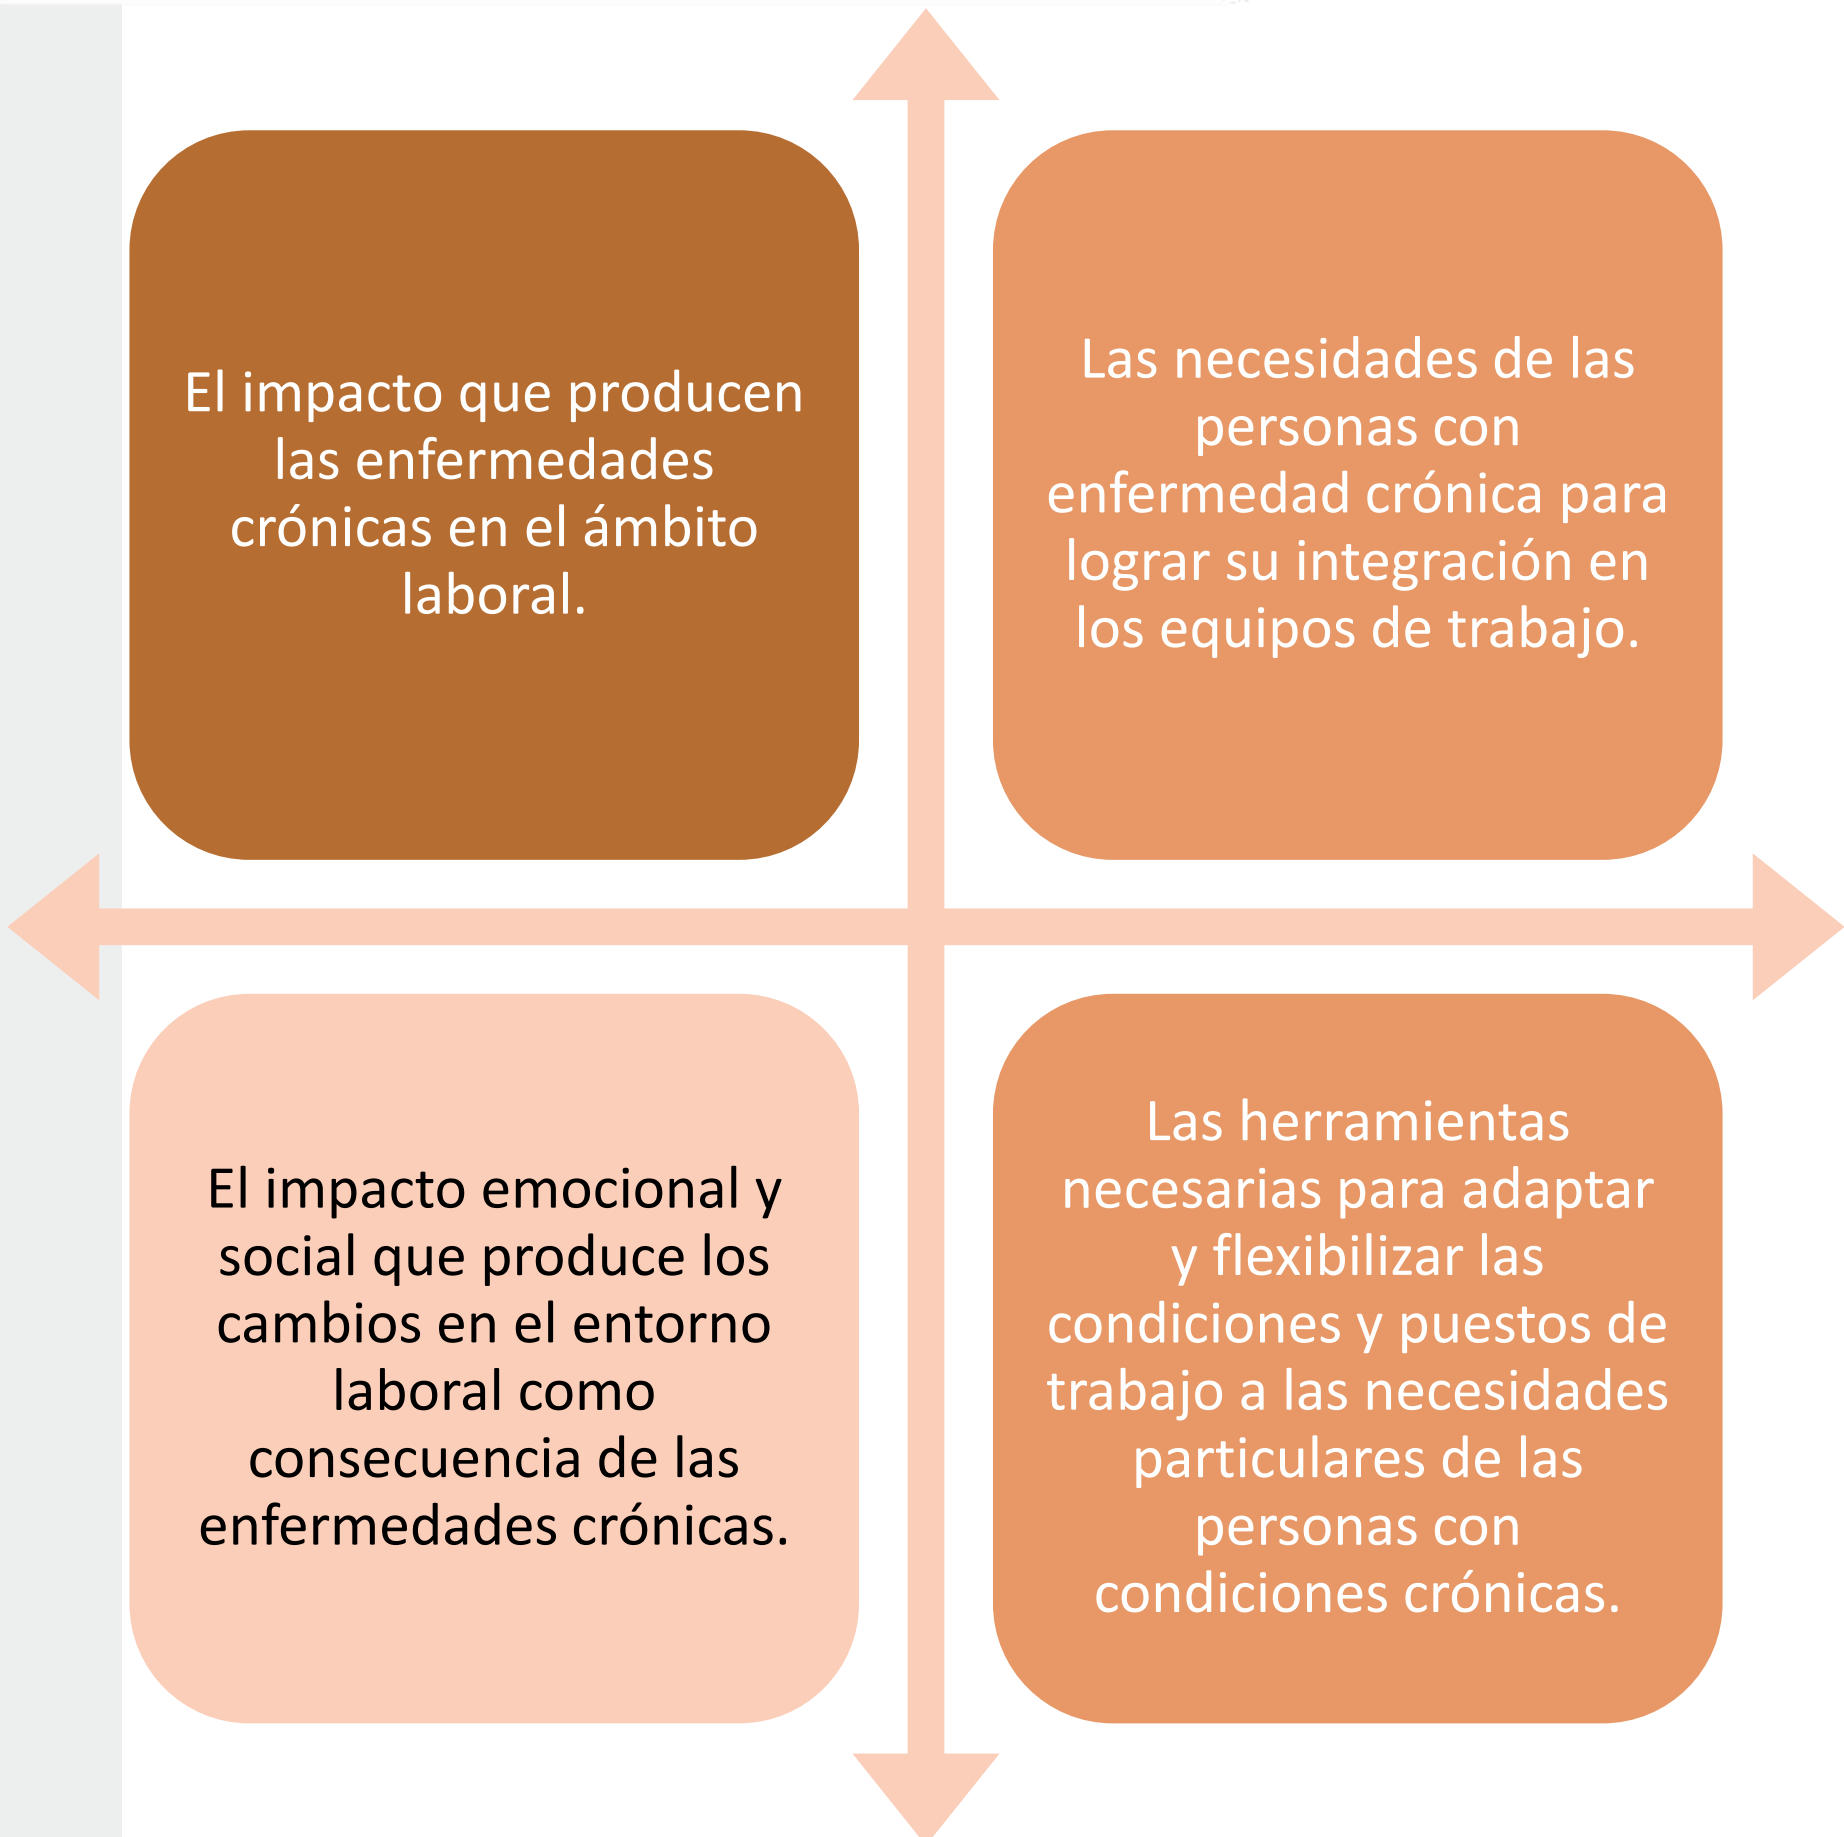 El impacto que producen
las enfermedades
crónicas en el ámbito
laboral.
Las necesidades de las
personas con
enfermedad crónica para
lograr su integración en
los equipos de trabajo.
El impacto emocional y
social que produce los
cambios en el entorno
laboral como
consecuencia de las
enfermedades crónicas.
Las herramientas
necesarias para adaptar
y flexibilizar las
condiciones y puestos de
trabajo a las necesidades
particulares de las
personas con
condiciones crónicas.